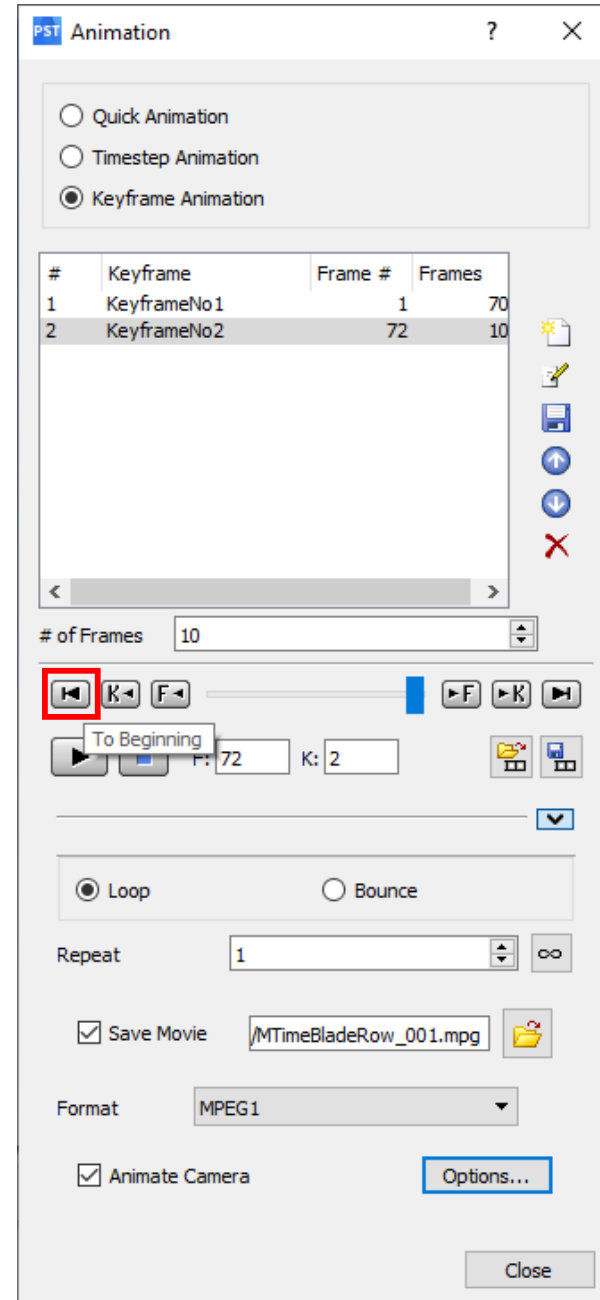 PST Animation ?
Quick Animation
Timestep Animation
Keyframe Animation
# Keyframe Frame # Frames
1 KeyframeNo1 1 70
2 KeyframeNo2 72 10
# of Frames 10
K F F K
To Beginning
F: 72 K: 2
Loop Bounce
Repeat 1 ∞
Save Movie /MTimeBladeRow_001.mpg
Format MPEG1
Animate Camera Options...
Close